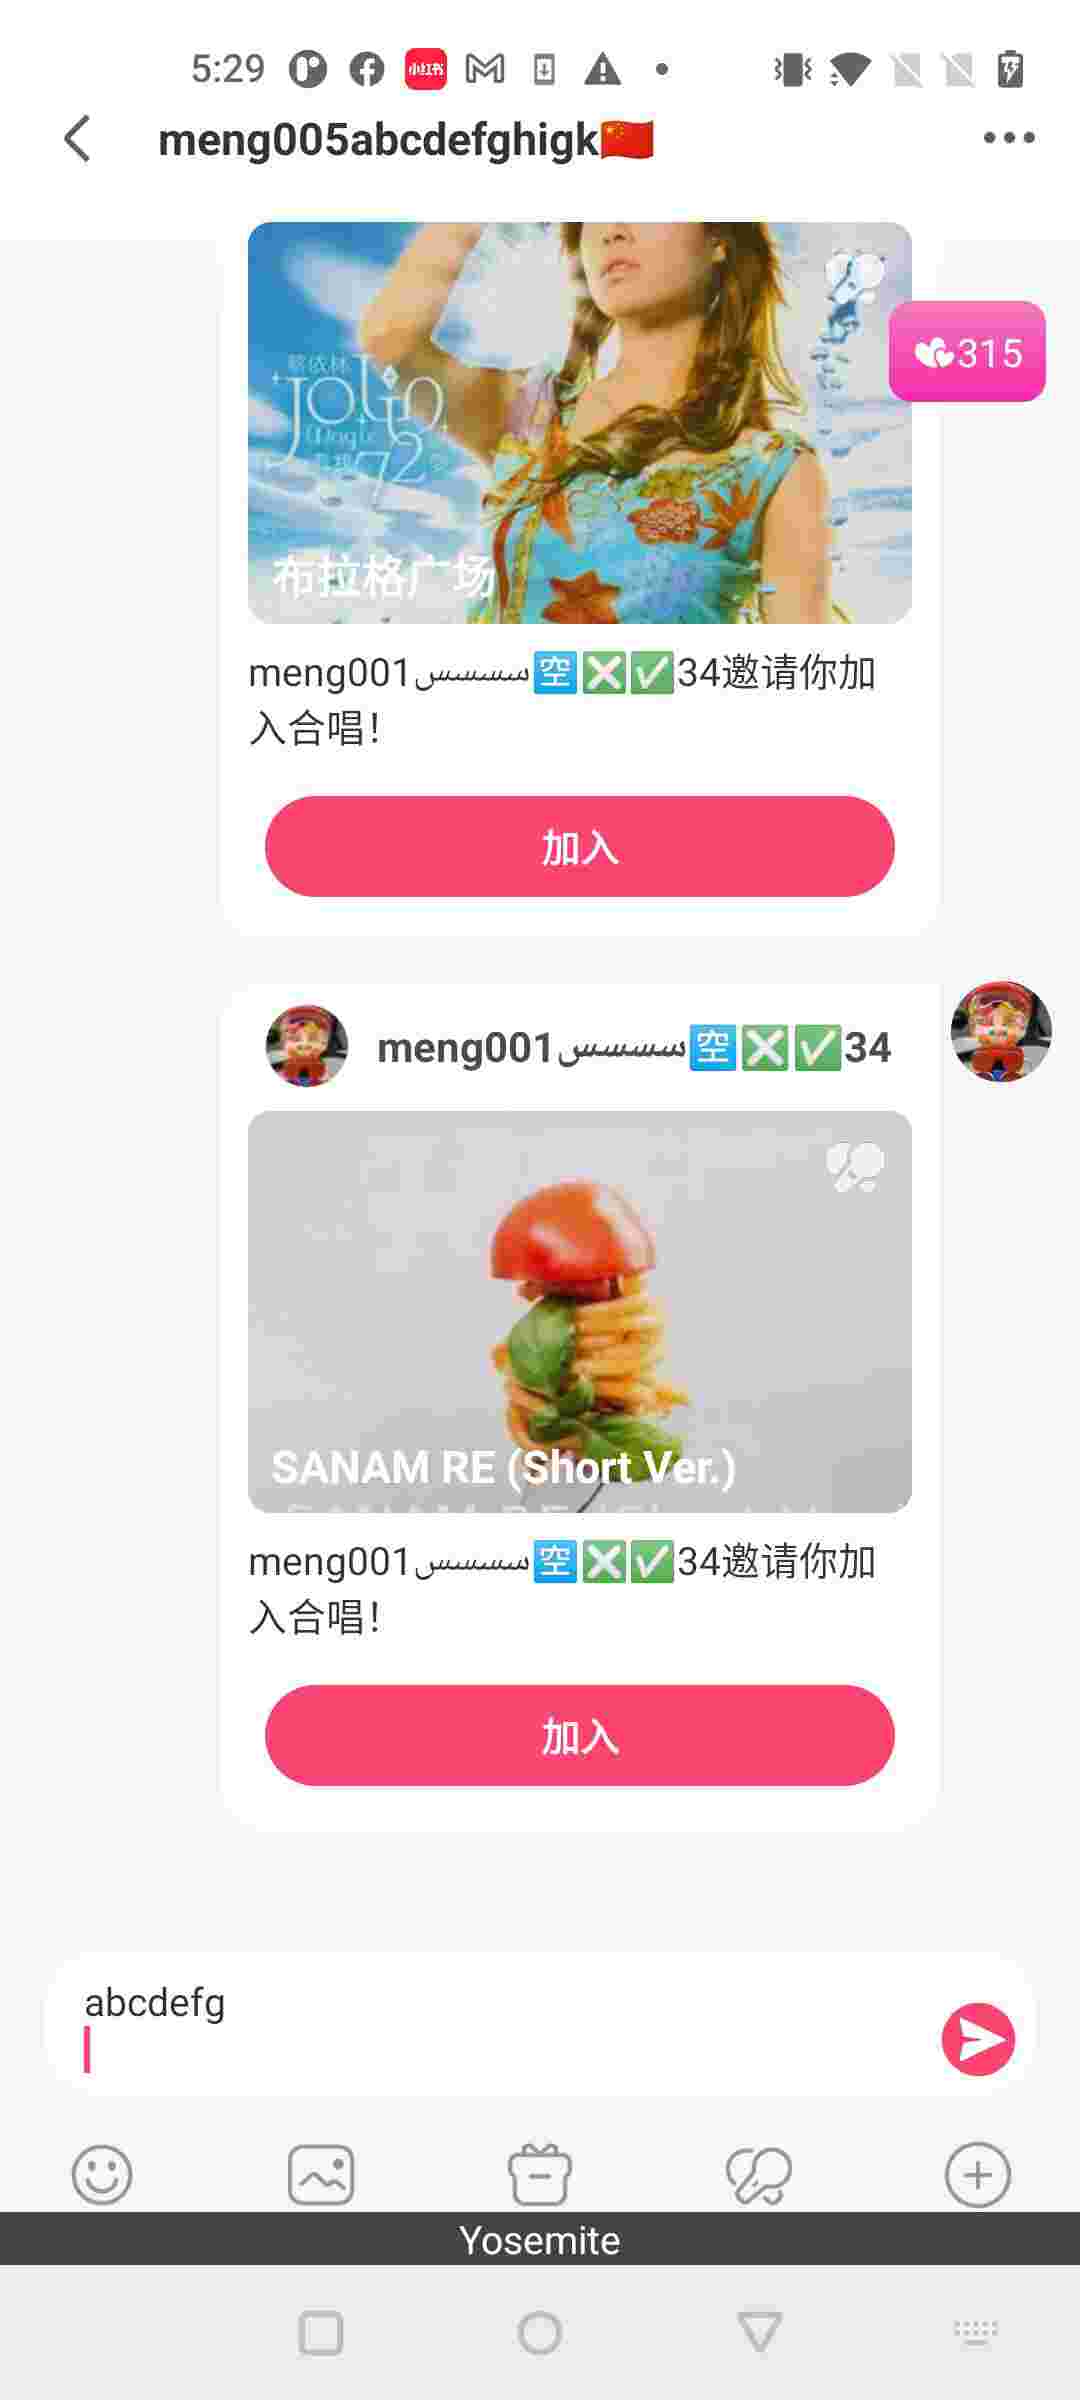 5:29
小红书
meng005abcdefghigk🇨🇳
315
蔡依林
JOLIN
Magic
72
布拉格广场
meng001سسسسس🈳❎✅34邀请你加
入合唱！
加入
meng001سسسسس🈳❎✅34
SANAM RE (Short Ver.)
meng001سسسسس🈳❎✅34邀请你加
入合唱！
加入
abcdefg
Yosemite